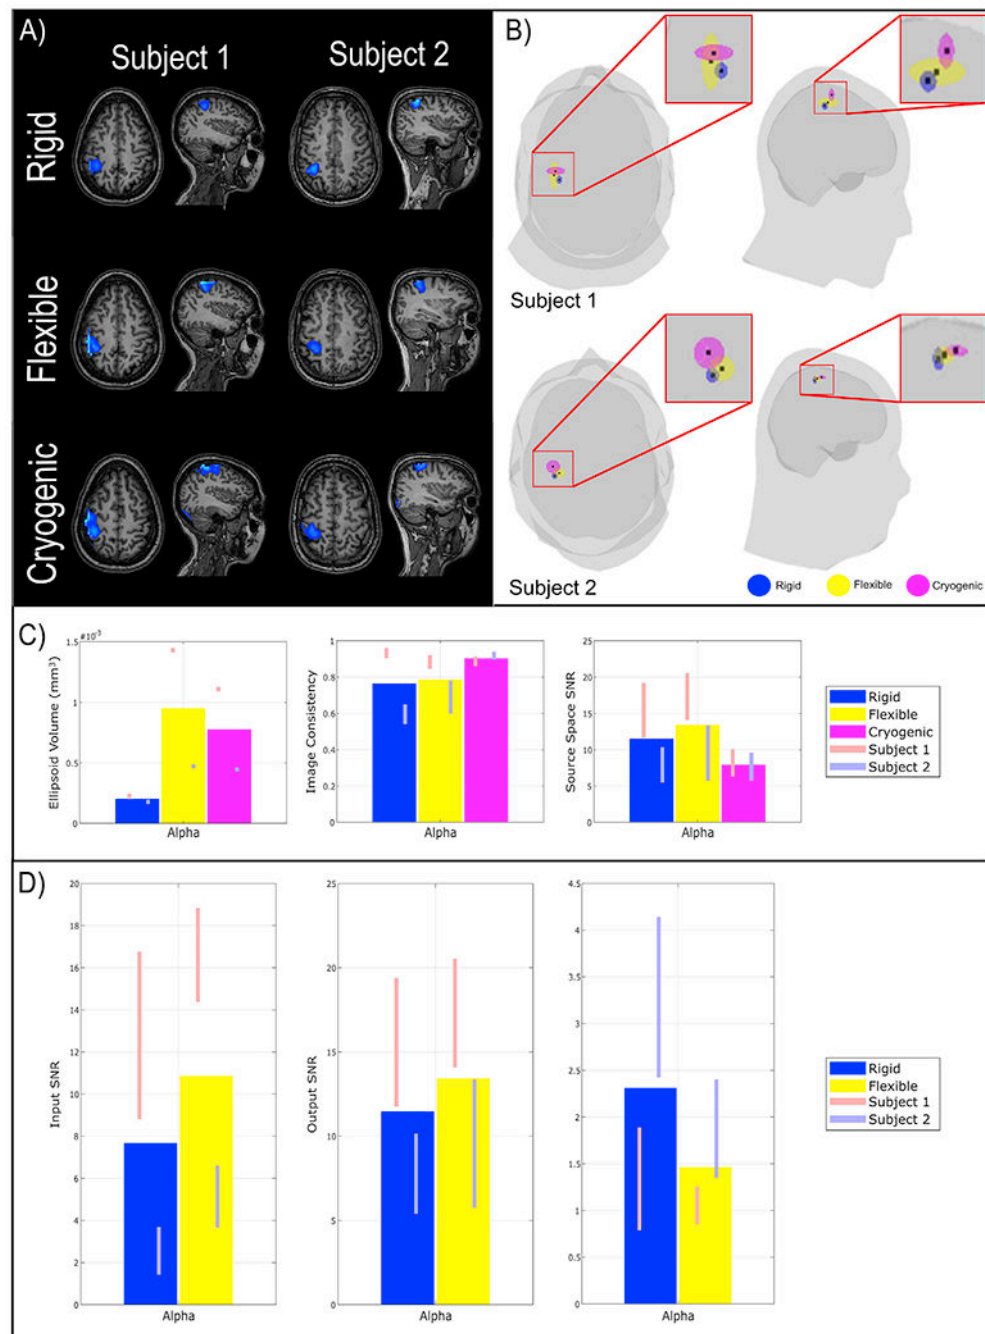 A)
Subject 1
Subject 2
Rigid
Flexible
Cryogenic
B)
Subject 1
Subject 2
Rigid
Flexible
Cryogenic
C)
#10⁻³
Ellipsoid Volume (mm³)
1.5
1
0.5
0
Alpha
Image Consistency
1
0.8
0.6
0.4
0.2
0
Alpha
Source Space SNR
25
20
15
10
5
0
Alpha
Rigid
Flexible
Cryogenic
Subject 1
Subject 2
D)
Input SNR
20
18
16
14
12
10
8
6
4
2
0
Alpha
Output SNR
25
20
15
10
5
0
Alpha
4.5
4
3.5
3
2.5
2
1.5
1
0.5
0
Alpha
Rigid
Flexible
Subject 1
Subject 2